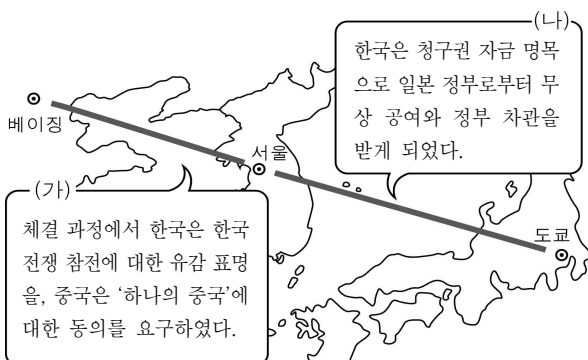 (나)
한국은 청구권 자금 명목
으로 일본 정부로부터 무
상 공여와 정부 차관을
받게 되었다.
베이징
서울
도쿄
(가)
체결 과정에서 한국은 한국
전쟁 참전에 대한 유감 표명
을, 중국은 ‘하나의 중국’에
대한 동의를 요구하였다.